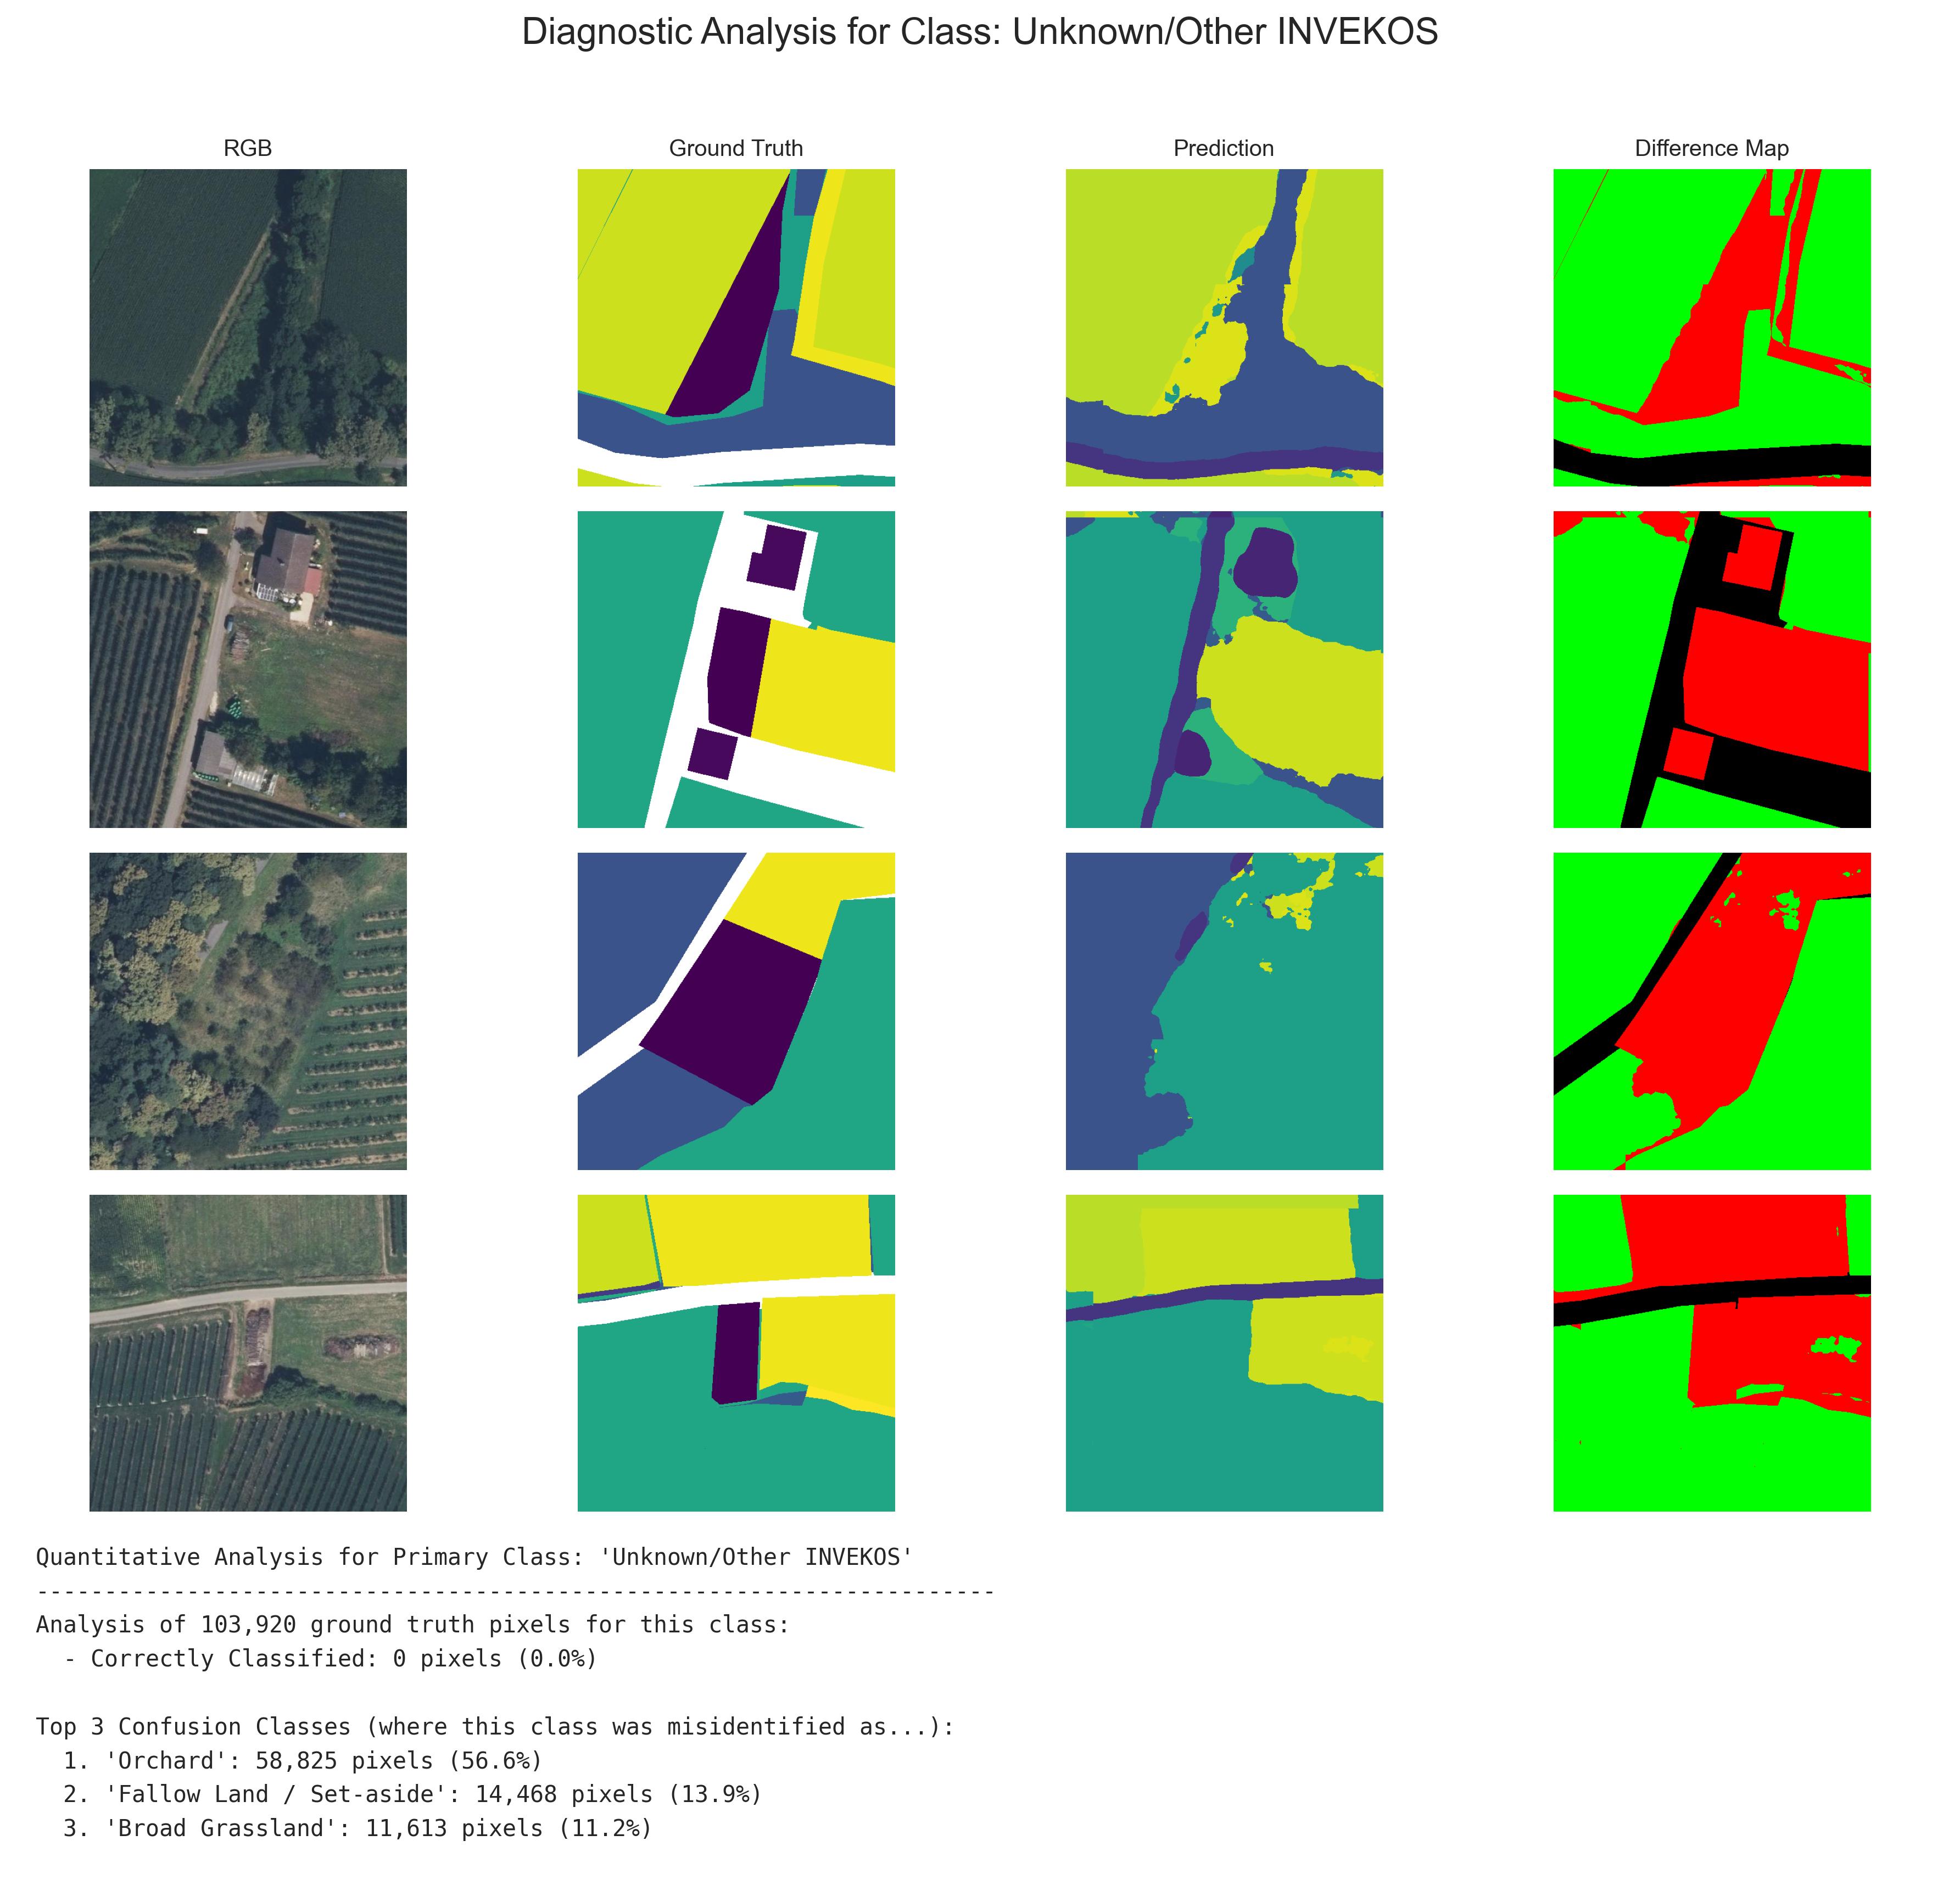 Diagnostic Analysis for Class: Unknown/Other INVEKOS
RGB
Ground Truth
Prediction
Difference Map
Quantitative Analysis for Primary Class: 'Unknown/Other INVEKOS'
----------------------------------------------------------------------
Analysis of 103,920 ground truth pixels for this class:
  - Correctly Classified: 0 pixels (0.0%)
Top 3 Confusion Classes (where this class was misidentified as...):
  1. 'Orchard': 58,825 pixels (56.6%)
  2. 'Fallow Land / Set-aside': 14,468 pixels (13.9%)
  3. 'Broad Grassland': 11,613 pixels (11.2%)